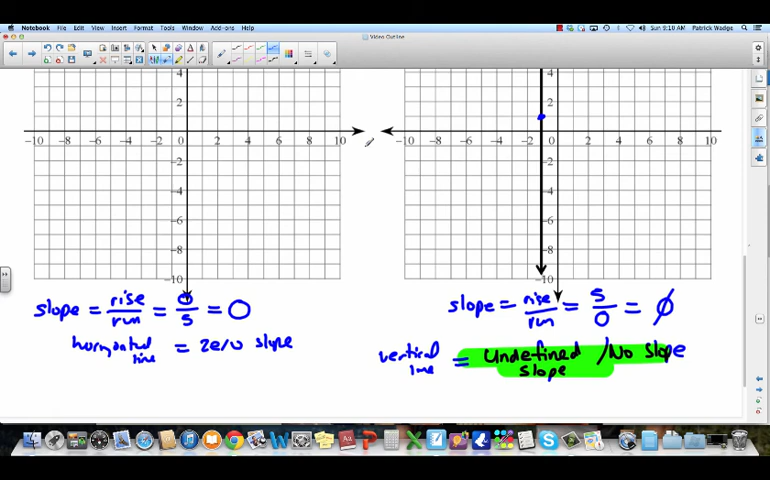 Notebook File Edit View Insert Format Tools Window Add-ons Help Sun 9:10 AM Patrick Wadge
Video Outline
4 4
2 2
-10 -8 -6 -4 -2 0 2 4 6 8 10 -10 -8 -6 -4 -2 0 2 4 6 8 10
-2 -2
-4 -4
-6 -6
-8 -8
-10 -10
slope = rise/run = 0/5 = 0
horizontal line = zero slope
slope = rise/run = 5/0 = ∅
vertical line = Undefined / No slope
slope